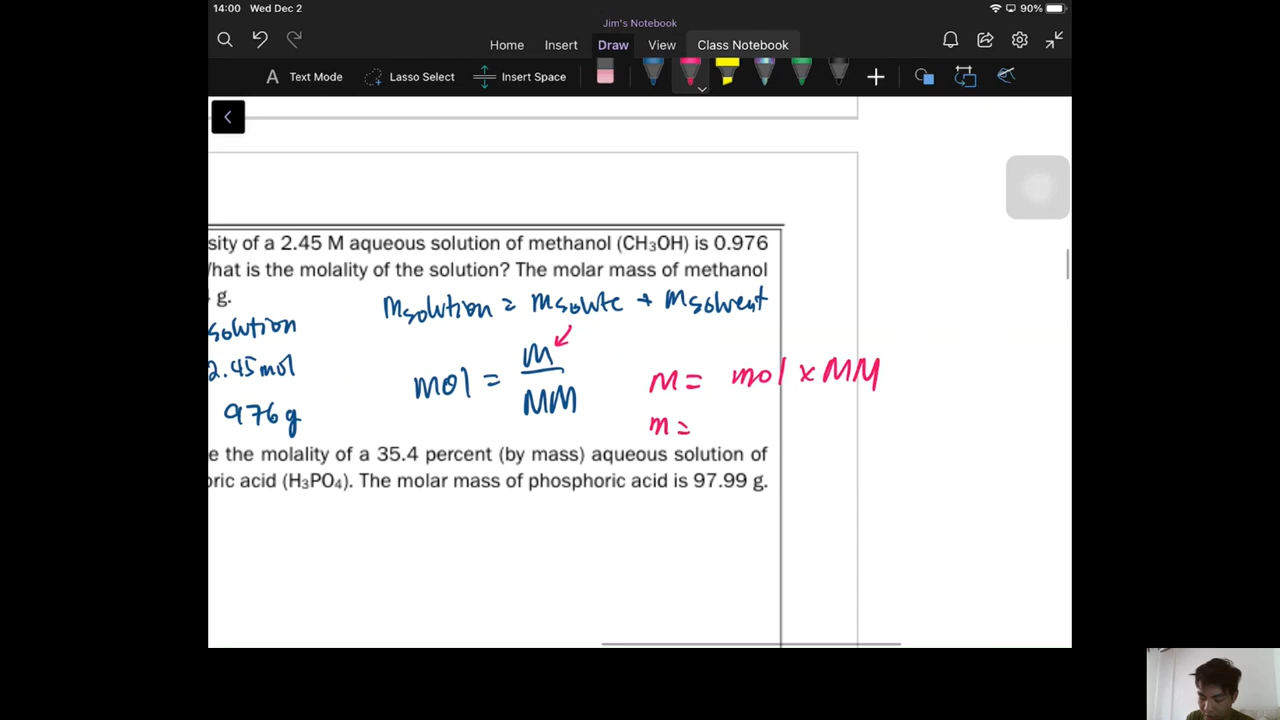 14:00 Wed Dec 2
90%
Jim's Notebook
Home Insert Draw View Class Notebook
Text Mode Lasso Select Insert Space
sity of a 2.45 M aqueous solution of methanol (CH₃OH) is 0.976
hat is the molality of the solution? The molar mass of methanol
g.
msolution = msolute + msolvent
solution
2.45mol
mol = m / MM
m = mol x MM
976g
m =
e the molality of a 35.4 percent (by mass) aqueous solution of
oric acid (H₃PO₄). The molar mass of phosphoric acid is 97.99 g.